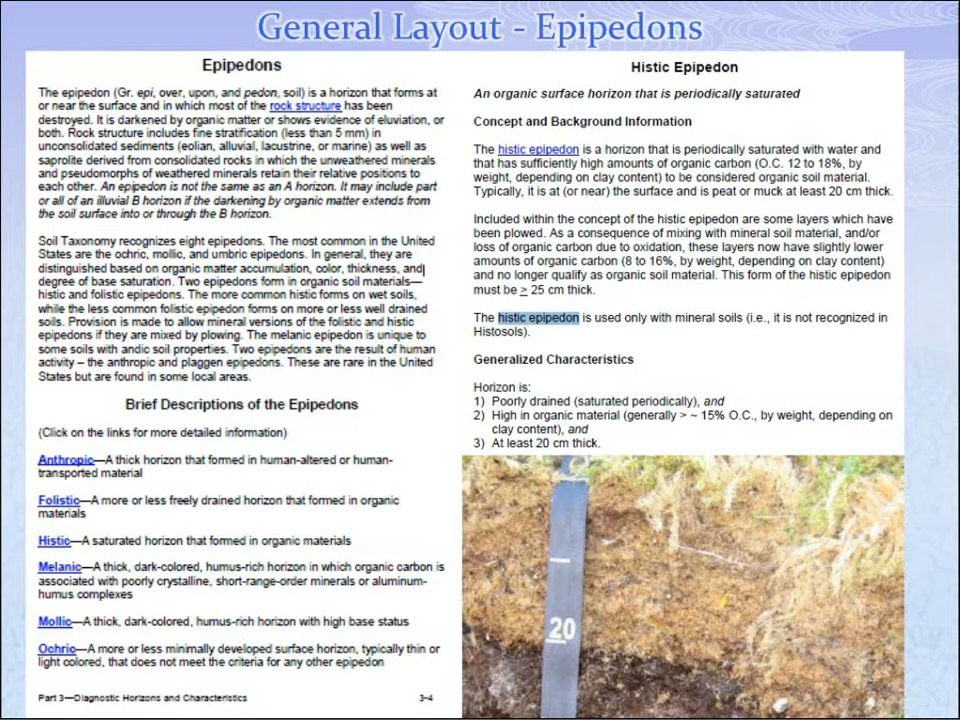 General Layout - Epipedons
Epipedons
The epipedon (Gr. epi, over, upon, and pedon, soil) is a horizon that forms at
or near the surface and in which most of the rock structure has been
destroyed. It is darkened by organic matter or shows evidence of eluviation, or
both. Rock structure includes fine stratification (less than 5 mm) in
unconsolidated sediments (eolian, alluvial, lacustrine, or marine) as well as
saprolite derived from consolidated rocks in which the unweathered minerals
and pseudomorphs of weathered minerals retain their relative positions to
each other. An epipedon is not the same as an A horizon. It may include part
or all of an illuvial B horizon if the darkening by organic matter extends from
the soil surface into or through the B horizon.
Soil Taxonomy recognizes eight epipedons. The most common in the United
States are the ochric, mollic, and umbric epipedons. In general, they are
distinguished based on organic matter accumulation, color, thickness, and
degree of base saturation. Two epipedons form in organic soil materials—
histic and folistic epipedons. The more common histic forms on wet soils,
while the less common folistic epipedon forms on more or less well drained
soils. Provision is made to allow mineral versions of the folistic and histic
epipedons if they are mixed by plowing. The melanic epipedon is unique to
some soils with andic soil properties. Two epipedons are the result of human
activity – the anthropic and plaggen epipedons. These are rare in the United
States but are found in some local areas.
Brief Descriptions of the Epipedons
(Click on the links for more detailed information)
Anthropic—A thick horizon that formed in human-altered or human-
transported material
Folistic—A more or less freely drained horizon that formed in organic
materials
Histic—A saturated horizon that formed in organic materials
Melanic—A thick, dark-colored, humus-rich horizon in which organic carbon is
associated with poorly crystalline, short-range-order minerals or aluminum-
humus complexes
Mollic—A thick, dark-colored, humus-rich horizon with high base status
Ochric—A more or less minimally developed surface horizon, typically thin or
light colored, that does not meet the criteria for any other epipedon
Part 3—Diagnostic Horizons and Characteristics 3-4
Histic Epipedon
An organic surface horizon that is periodically saturated
Concept and Background Information
The histic epipedon is a horizon that is periodically saturated with water and
that has sufficiently high amounts of organic carbon (O.C. 12 to 18%, by
weight, depending on clay content) to be considered organic soil material.
Typically, it is at (or near) the surface and is peat or muck at least 20 cm thick.
Included within the concept of the histic epipedon are some layers which have
been plowed. As a consequence of mixing with mineral soil material, and/or
loss of organic carbon due to oxidation, these layers now have slightly lower
amounts of organic carbon (8 to 16%, by weight, depending on clay content)
and no longer qualify as organic soil material. This form of the histic epipedon
must be ≥ 25 cm thick.
The histic epipedon is used only with mineral soils (i.e., it is not recognized in
Histosols).
Generalized Characteristics
Horizon is:
1) Poorly drained (saturated periodically), and
2) High in organic material (generally > ~ 15% O.C., by weight, depending on
clay content), and
3) At least 20 cm thick.
20